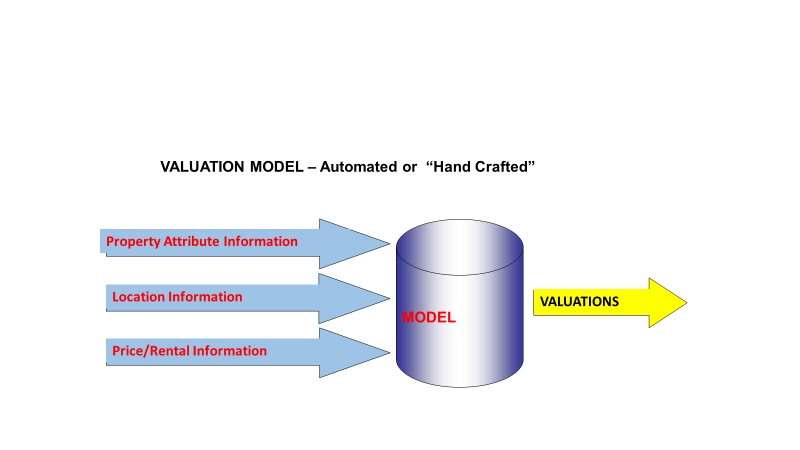 VALUATION MODEL – Automated or “Hand Crafted”
Property Attribute Information
Location Information
Price/Rental Information
MODEL
VALUATIONS